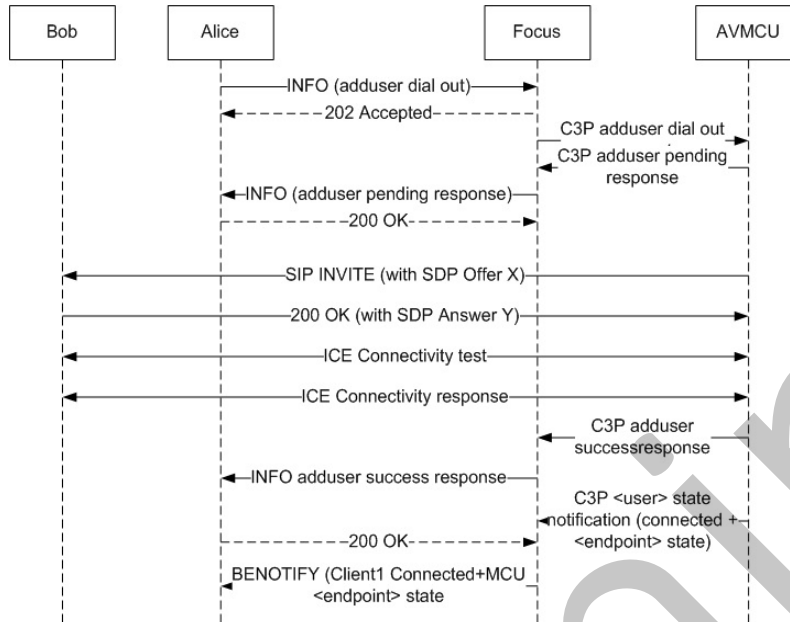 Bob
Alice
Focus
AVMCU
INFO (adduser dial out)
202 Accepted
C3P adduser dial out
C3P adduser pending
response
INFO (adduser pending response)
200 OK
SIP INVITE (with SDP Offer X)
200 OK (with SDP Answer Y)
ICE Connectivity test
ICE Connectivity response
C3P adduser
successresponse
INFO adduser success response
C3P <user> state
notification (connected +
<endpoint> state)
200 OK
BENOTIFY (Client1 Connected+MCU
<endpoint> state